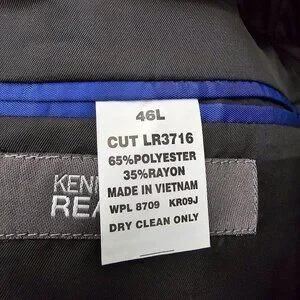 46L
CUT LR3716
65%POLYESTER
35%RAYON
MADE IN VIETNAM
WPL 8709 KR09J
DRY CLEAN ONLY